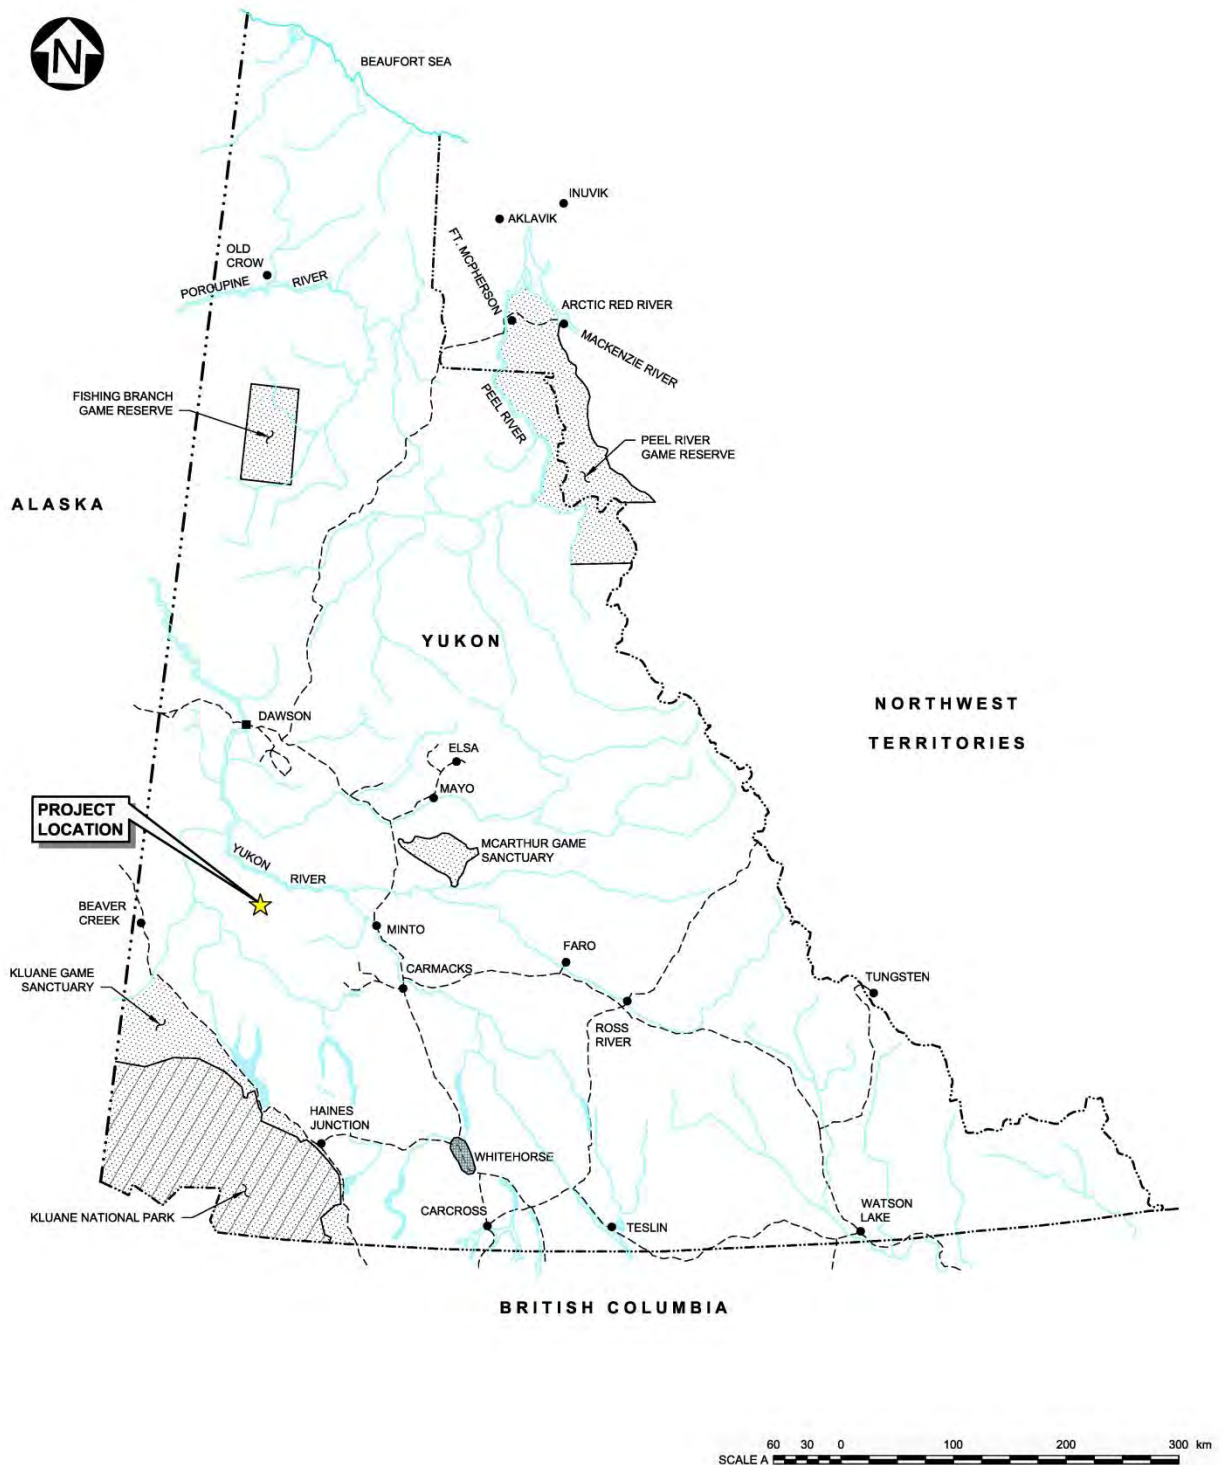 N
BEAUFORT SEA
INUVIK
AKLAVIK
OLD
CROW
FT. MCPHERSON
PORCUPINE RIVER
ARCTIC RED RIVER
MACKENZIE RIVER
FISHING BRANCH
GAME RESERVE
PEEL RIVER
PEEL RIVER
GAME RESERVE
ALASKA
YUKON
NORTHWEST
TERRITORIES
DAWSON
ELSA
MAYO
PROJECT
LOCATION
MCARTHUR GAME
SANCTUARY
YUKON RIVER
BEAVER
CREEK
MINTO
FARO
KLUANE GAME
SANCTUARY
CARMACKS
TUNGSTEN
ROSS
RIVER
HAINES
JUNCTION
WHITEHORSE
WATSON
LAKE
KLUANE NATIONAL PARK
CARCROSS
TESLIN
BRITISH COLUMBIA
60 30 0 100 200 300 km
SCALE A